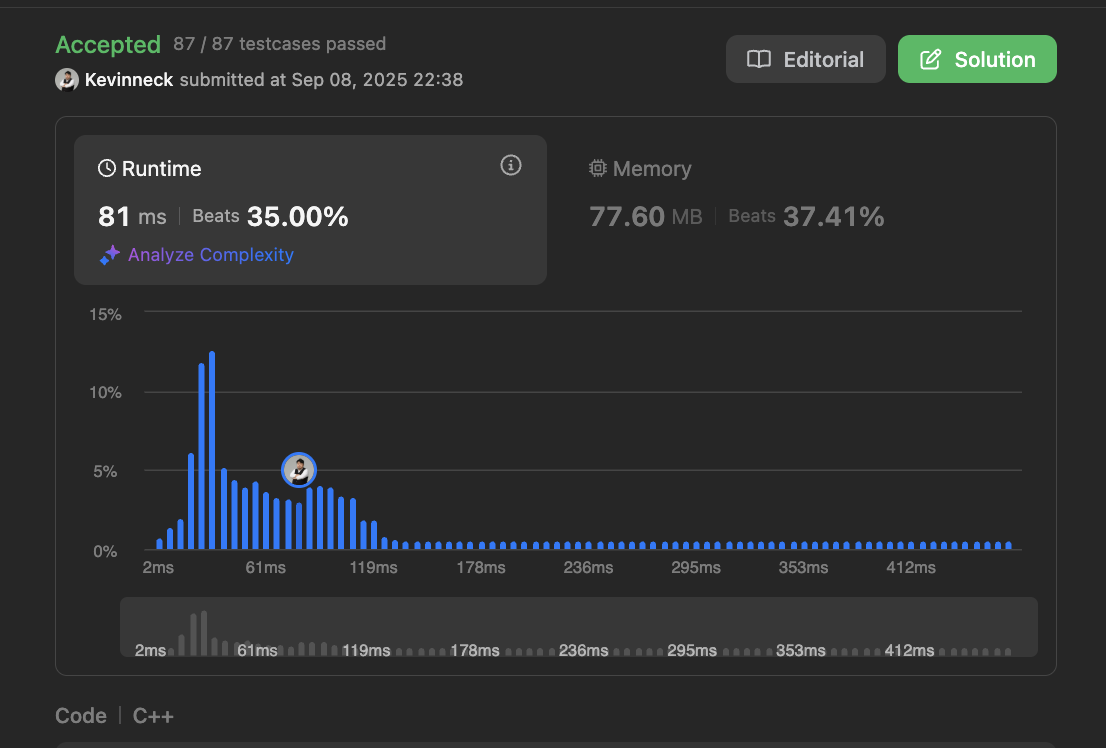 Accepted 87 / 87 testcases passed
Kevinneck submitted at Sep 08, 2025 22:38
Editorial
Solution
Runtime
81 ms | Beats 35.00%
Analyze Complexity
Memory
77.60 MB | Beats 37.41%
15%
10%
5%
0%
2ms 61ms 119ms 178ms 236ms 295ms 353ms 412ms
2ms 61ms 119ms 178ms 236ms 295ms 353ms 412ms
Code | C++